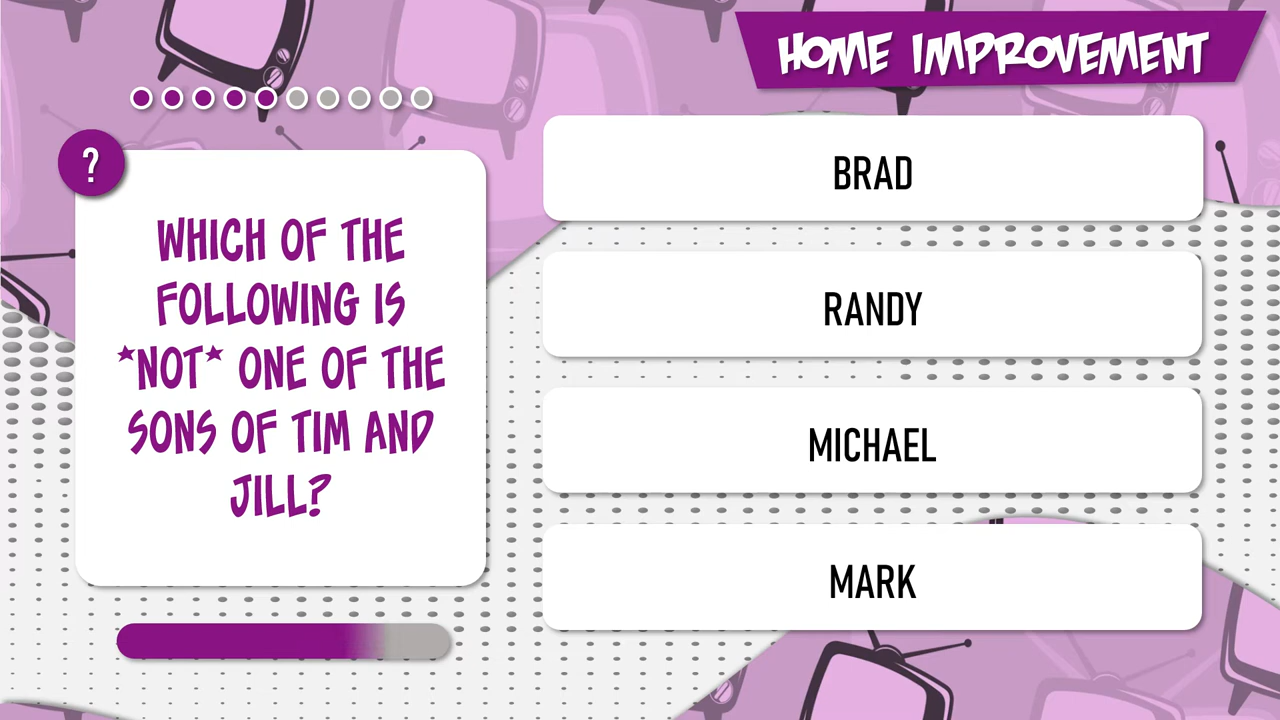 HOME IMPROVEMENT
?
WHICH OF THE
FOLLOWING IS
*NOT* ONE OF THE
SONS OF TIM AND
JILL?
BRAD
RANDY
MICHAEL
MARK